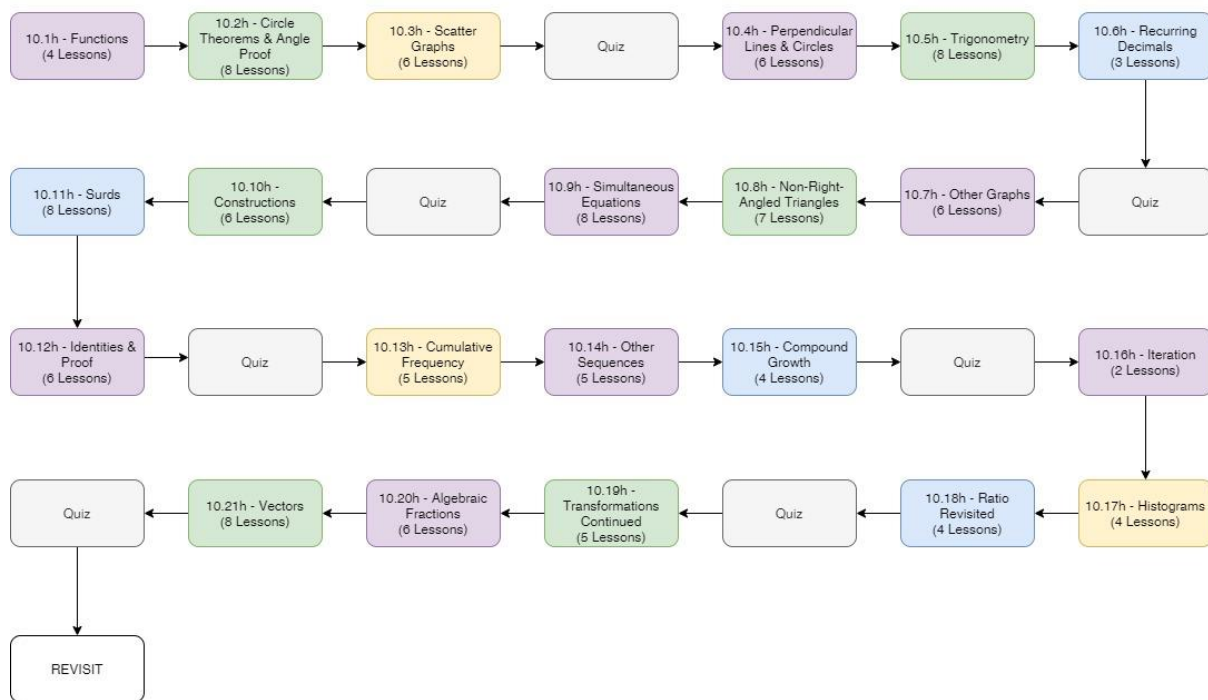 10.1h - Functions
(4 Lessons)
10.2h - Circle
Theorems & Angle
Proof
(8 Lessons)
10.3h - Scatter
Graphs
(6 Lessons)
Quiz
10.4h - Perpendicular
Lines & Circles
(6 Lessons)
10.5h - Trigonometry
(8 Lessons)
10.6h - Recurring
Decimals
(3 Lessons)
Quiz
10.7h - Other Graphs
(6 Lessons)
10.8h - Non-Right-
Angled Triangles
(7 Lessons)
10.9h - Simultaneous
Equations
(8 Lessons)
Quiz
10.10h -
Constructions
(6 Lessons)
10.11h - Surds
(8 Lessons)
10.12h - Identities &
Proof
(6 Lessons)
Quiz
10.13h - Cumulative
Frequency
(5 Lessons)
10.14h - Other
Sequences
(5 Lessons)
10.15h - Compound
Growth
(4 Lessons)
Quiz
10.16h - Iteration
(2 Lessons)
10.17h - Histograms
(4 Lessons)
10.18h - Ratio
Revisited
(4 Lessons)
Quiz
10.19h -
Transformations
Continued
(5 Lessons)
10.20h - Algebraic
Fractions
(6 Lessons)
10.21h - Vectors
(8 Lessons)
Quiz
REVISIT